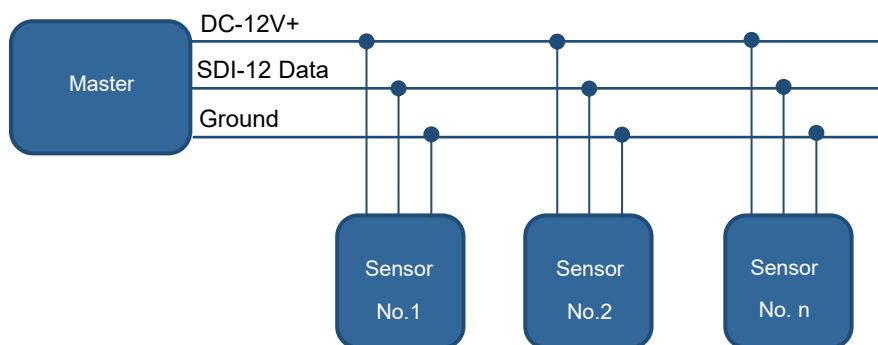 DC-12V+
SDI-12 Data
Master
Ground
Sensor
No.1
Sensor
No.2
Sensor
No. n